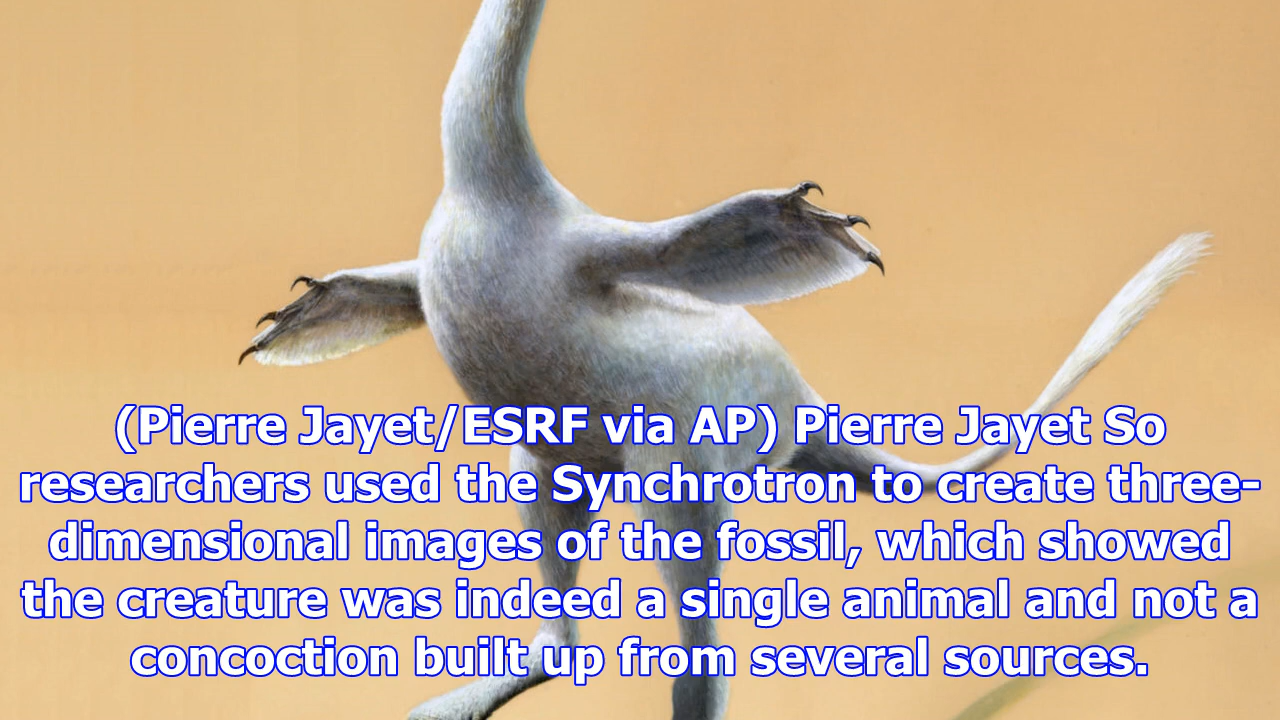 (Pierre Jayet/ESRF via AP) Pierre Jayet So
researchers used the Synchrotron to create three-
dimensional images of the fossil, which showed
the creature was indeed a single animal and not a
concoction built up from several sources.